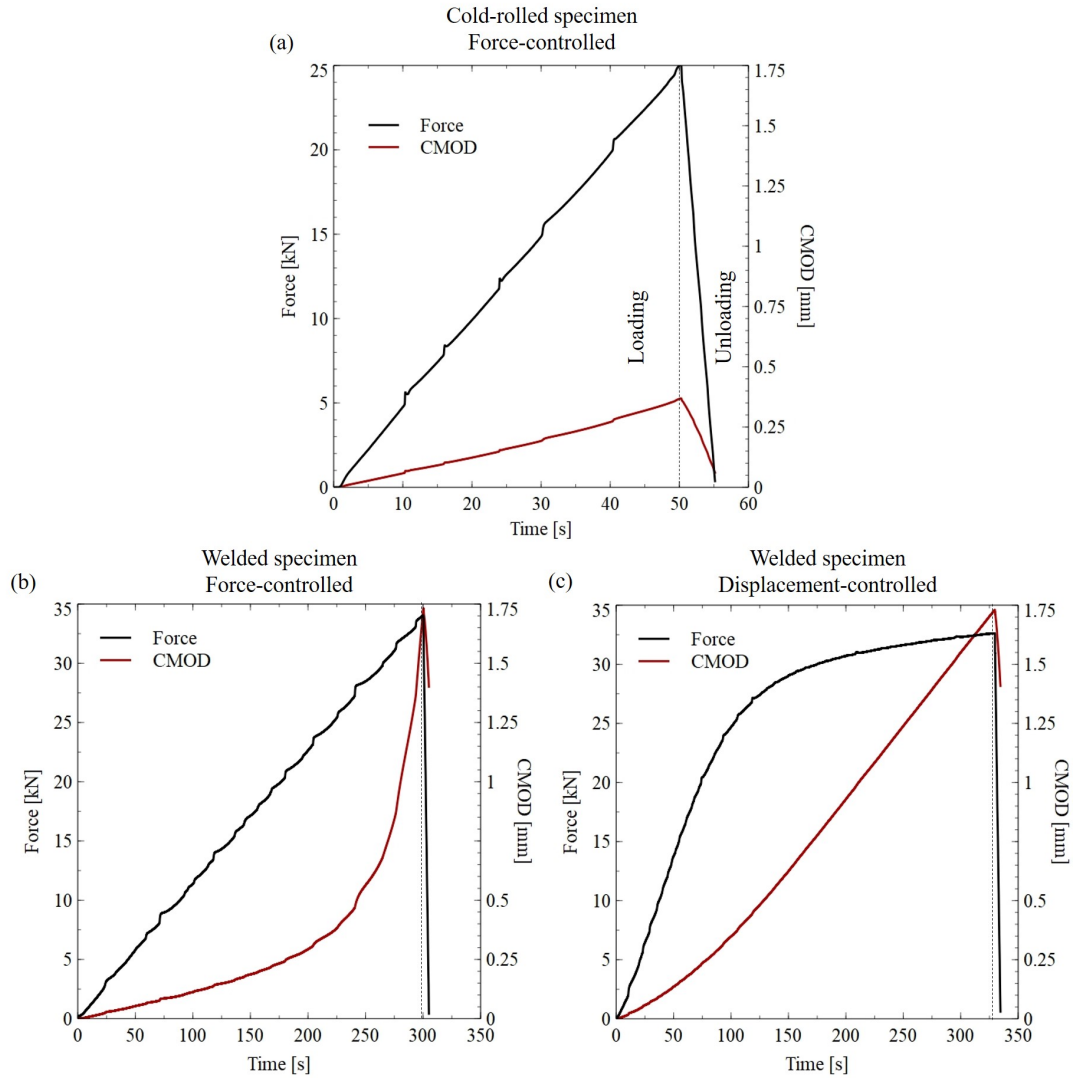 Cold-rolled specimen
Force-controlled
(a)
25
20
15
10
5
0
Force [kN]
Force
CMOD
Loading
Unloading
1.75
1.5
1.25
1
0.75
0.5
0.25
0
CMOD [mm]
0 10 20 30 40 50 60
Time [s]
Welded specimen
Force-controlled
(b)
35
30
25
20
15
10
5
0
Force [kN]
Force
CMOD
1.75
1.5
1.25
1
0.75
0.5
0.25
0
CMOD [mm]
0 50 100 150 200 250 300 350
Time [s]
Welded specimen
Displacement-controlled
(c)
35
30
25
20
15
10
5
0
Force [kN]
Force
CMOD
1.75
1.5
1.25
1
0.75
0.5
0.25
0
CMOD [mm]
0 50 100 150 200 250 300 350
Time [s]